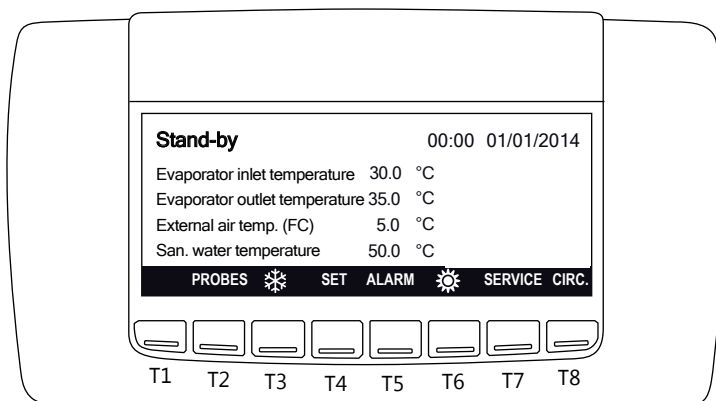 Stand-by 00:00 01/01/2014
Evaporator inlet temperature 30.0 °C
Evaporator outlet temperature 35.0 °C
External air temp. (FC) 5.0 °C
San. water temperature 50.0 °C
PROBES SET ALARM SERVICE CIRC.
T1 T2 T3 T4 T5 T6 T7 T8